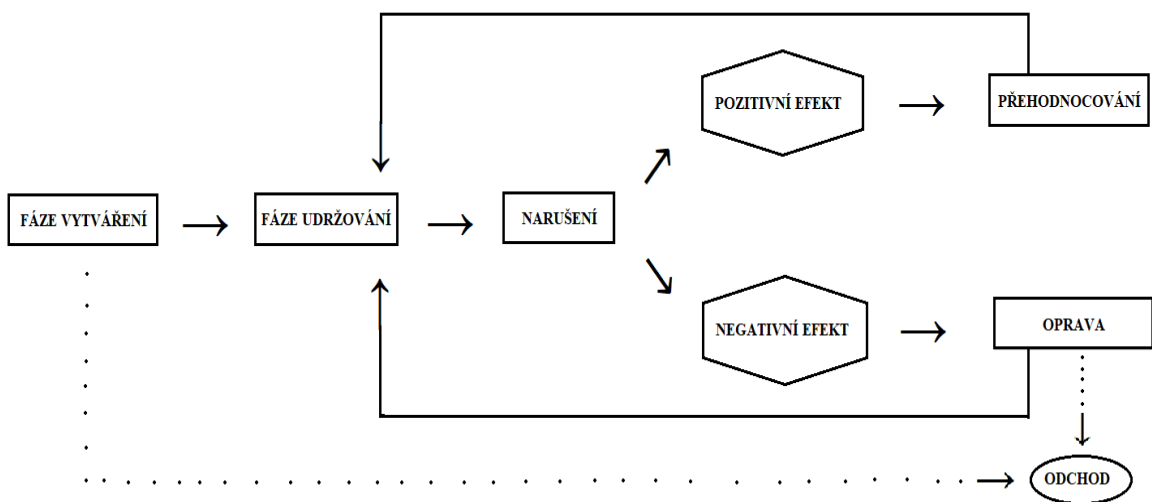 POZITIVNÍ EFEKT
PŘEHODNOCOVÁNÍ
FÁZE VYTVÁŘENÍ
FÁZE UDRŽOVÁNÍ
NARUŠENÍ
NEGATIVNÍ EFEKT
OPRAVA
ODCHOD